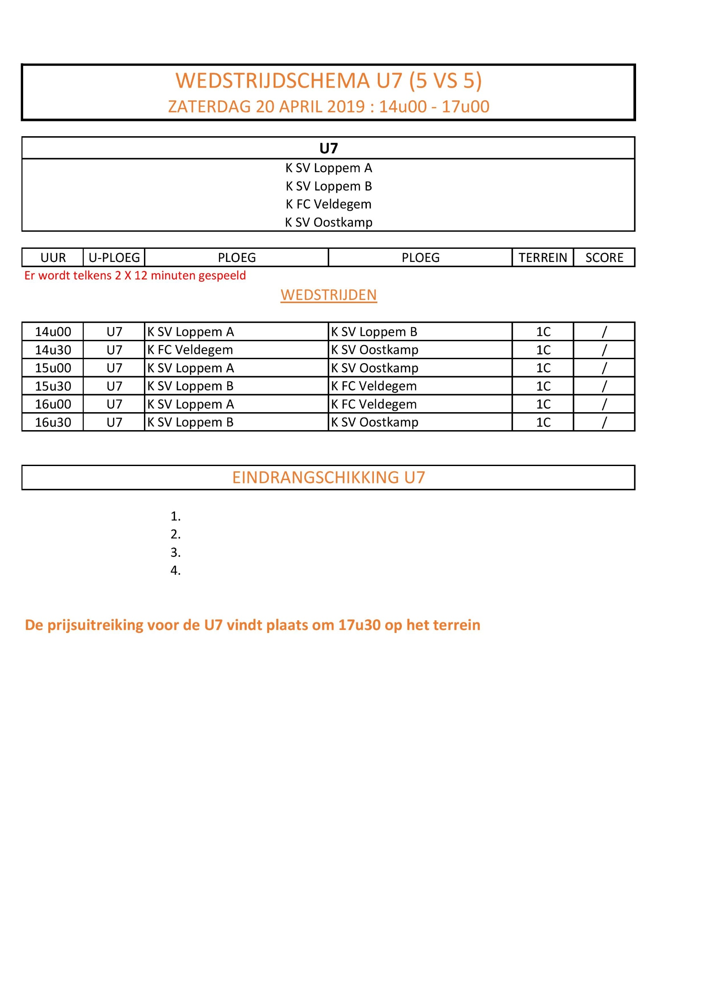 WEDSTRIJDSCHEMA U7 (5 VS 5)
ZATERDAG 20 APRIL 2019 : 14u00 - 17u00
U7
K SV Loppem A
K SV Loppem B
K FC Veldegem
K SV Oostkamp
UUR U-PLOEG PLOEG PLOEG TERREIN SCORE
Er wordt telkens 2 X 12 minuten gespeeld
WEDSTRIJDEN
14u00 U7 K SV Loppem A K SV Loppem B 1C /
14u30 U7 K FC Veldegem K SV Oostkamp 1C /
15u00 U7 K SV Loppem A K SV Oostkamp 1C /
15u30 U7 K SV Loppem B K FC Veldegem 1C /
16u00 U7 K SV Loppem A K FC Veldegem 1C /
16u30 U7 K SV Loppem B K SV Oostkamp 1C /
EINDRANGSCHIKKING U7
1.
2.
3.
4.
De prijsuitreiking voor de U7 vindt plaats om 17u30 op het terrein